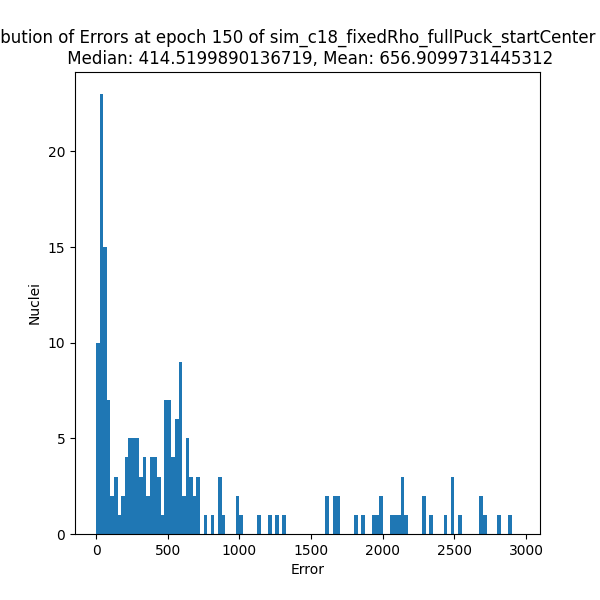 bution of Errors at epoch 150 of sim_c18_fixedRho_fullPuck_startCenter
Median: 414.5199890136719, Mean: 656.9099731445312
20
15
10
5
0
Nuclei
0 500 1000 1500 2000 2500 3000
Error